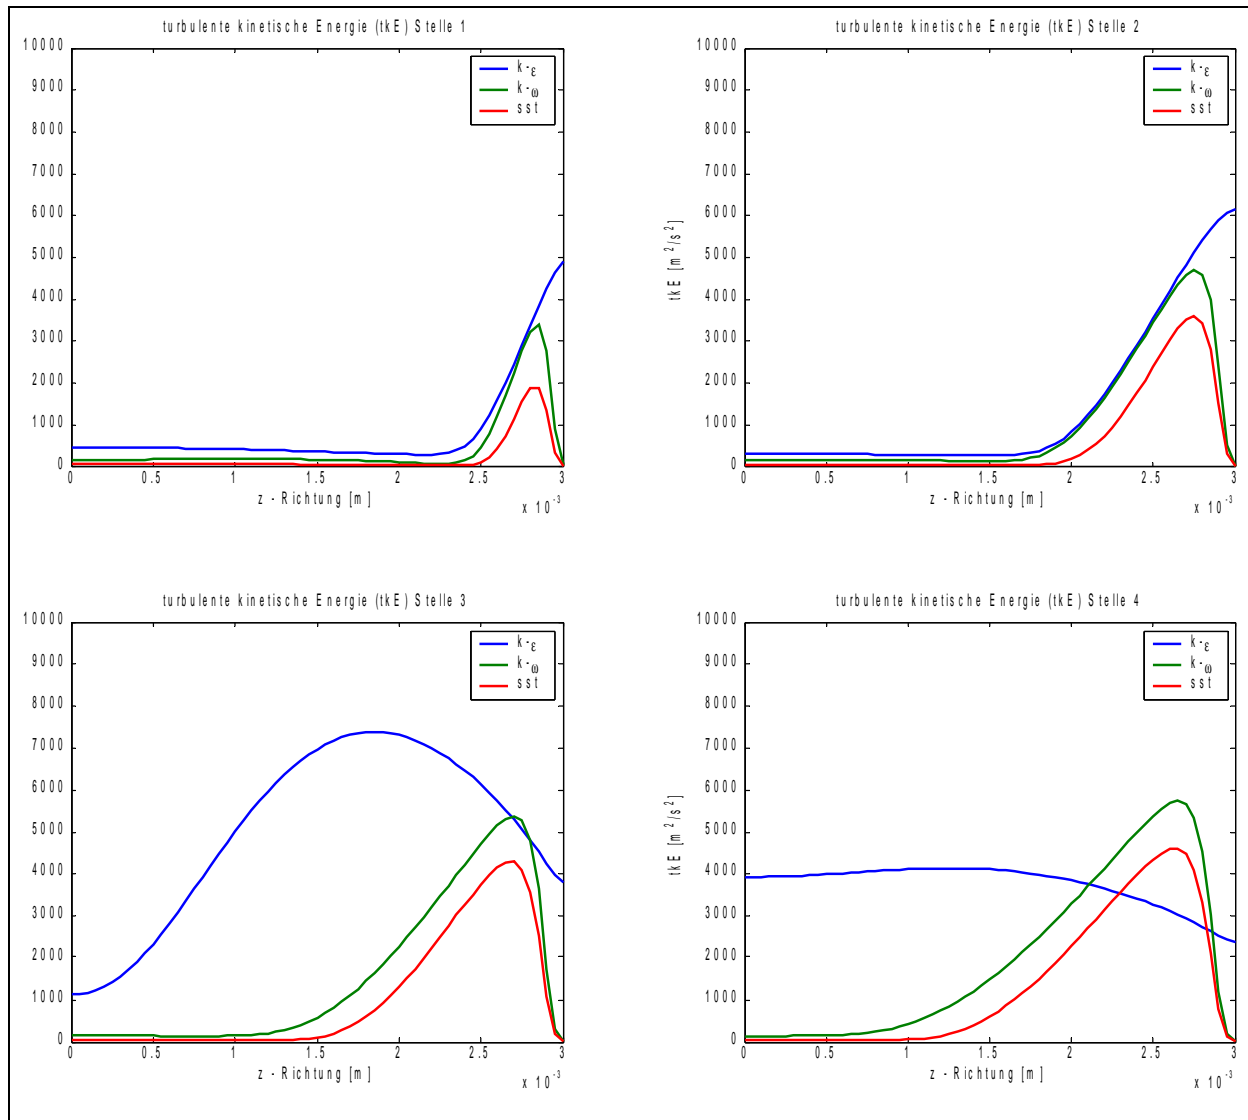 turbulente kinetische Energie (tkE) Stelle 1
10000
9000
8000
7000
6000
5000
4000
3000
2000
1000
0
k-ε
k-ω
sst
0 0.5 1 1.5 2 2.5 3
z - Richtung [m]
x 10⁻³
turbulente kinetische Energie (tkE) Stelle 2
10000
9000
8000
7000
6000
5000
4000
3000
2000
1000
0
tkE [m²/s²]
k-ε
k-ω
sst
0 0.5 1 1.5 2 2.5 3
z - Richtung [m]
x 10⁻³
turbulente kinetische Energie (tkE) Stelle 3
10000
9000
8000
7000
6000
5000
4000
3000
2000
1000
0
k-ε
k-ω
sst
0 0.5 1 1.5 2 2.5 3
z - Richtung [m]
x 10⁻³
turbulente kinetische Energie (tkE) Stelle 4
10000
9000
8000
7000
6000
5000
4000
3000
2000
1000
0
tkE [m²/s²]
k-ε
k-ω
sst
0 0.5 1 1.5 2 2.5 3
z - Richtung [m]
x 10⁻³